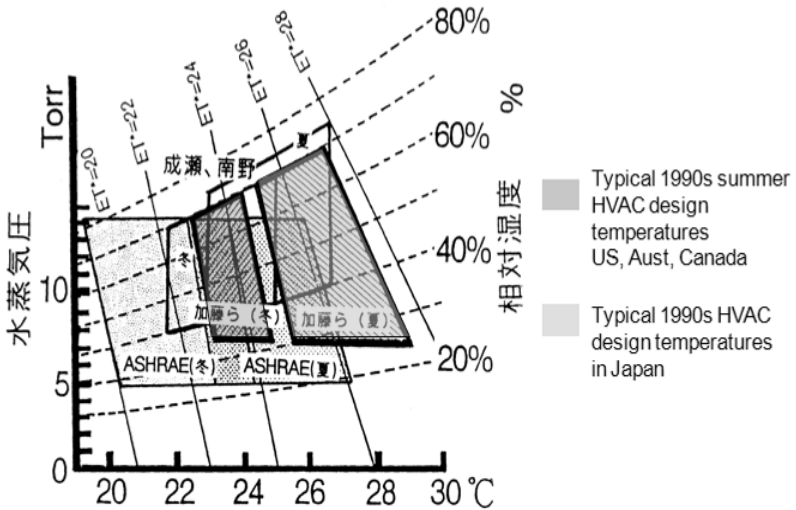 Torr
水蒸気圧
10
5
0
20
22
24
26
28
30 ℃
ET*=20
ET*=22
ET*=24
ET*=26
ET*=28
80%
60%
40%
20%
%
相対湿度
成瀬、南野
夏
冬
加藤ら(冬)
加藤ら(夏)
ASHRAE(冬)
ASHRAE(夏)
Typical 1990s summer
HVAC design
temperatures
US, Aust, Canada
Typical 1990s HVAC
design temperatures
in Japan